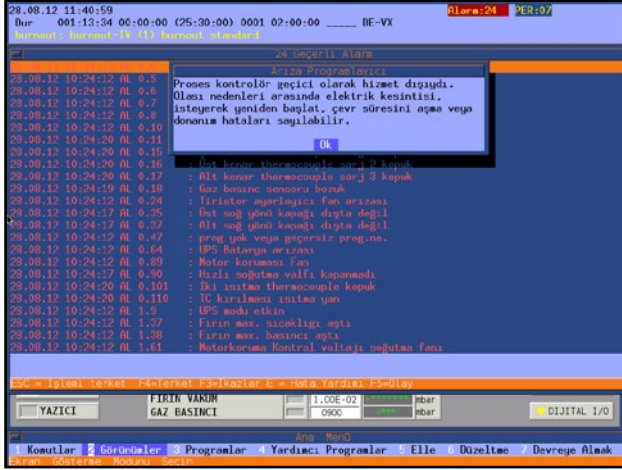 28.08.12 11:40:59 Alarm:24 PER:07
Dur 001:13:34 00:00:00 (25:30:00) 0001 02:00:00 _____ DE-VX
burnout: burnout-TV (1) burnout standard
24 Geçerli Alarm
Arıza Programlayıcı
Proses kontrolör geçici olarak hizmet dışıydı.
Olası nedenleri arasında elektrik kesintisi,
isteyerek yeniden başlat, çevr süresini aşma veya
donanım hataları sayılabilir.
Ok
28.08.12 10:24:12 AL 0.5
28.08.12 10:24:12 AL 0.6
28.08.12 10:24:12 AL 0.7
28.08.12 10:24:12 AL 0.8
28.08.12 10:24:12 AL 0.10
28.08.12 10:24:20 AL 0.11
28.08.12 10:24:20 AL 0.15
28.08.12 10:24:20 AL 0.16 : Üst kenar thermocouple sarj 2 kopuk
28.08.12 10:24:20 AL 0.17 : Alt kenar thermocouple sarj 3 kopuk
28.08.12 10:24:19 AL 0.18 : Gaz basınc sensoru bozuk
28.08.12 10:24:12 AL 0.24 : Tiristor ayarlayıcı fan arızası
28.08.12 10:24:17 AL 0.35 : Üst soğ yönü kapağı dışta değil
28.08.12 10:24:17 AL 0.37 : Alt soğ yönü kapağı dışta değil
28.08.12 10:24:12 AL 0.47 : prog yok veya geçersiz prog.no.
28.08.12 10:24:12 AL 0.64 : UPS Batarya arızası
28.08.12 10:24:12 AL 0.89 : Motor koruması Fan
28.08.12 10:24:17 AL 0.90 : Hızlı soğutma valfı kapanmadı
28.08.12 10:24:20 AL 0.101 : Iki ısıtma thermocouple kopuk
28.08.12 10:24:20 AL 0.110 : TC kırılması ısıtma yan
28.08.12 10:24:12 AL 1.9 : UPS modu etkin
28.08.12 10:24:12 AL 1.37 : Fırın max. sıcaklıgı aştı
28.08.12 10:24:12 AL 1.38 : Fırın max. basıncı aştı
28.08.12 10:24:12 AL 1.61 : Motorkoruma Kontrol voltajı soğutma fanı
ESC = İşlemi terket F4=Terket F3=İkazlar E = Hata Yardımı F5=Olay
YAZICI
FIRIN VAKUM 1.00E-02 mbar
GAZ BASINCI 0900 mbar
DIJITAL I/O
Ana Menü
1 Komutlar 2 Görünümler 3 Programlar 4 Yardımcı Programlar 5 Elle 6 Düzeltme 7 Devreye Almak
Ekran Gösterme Modunu Seçin